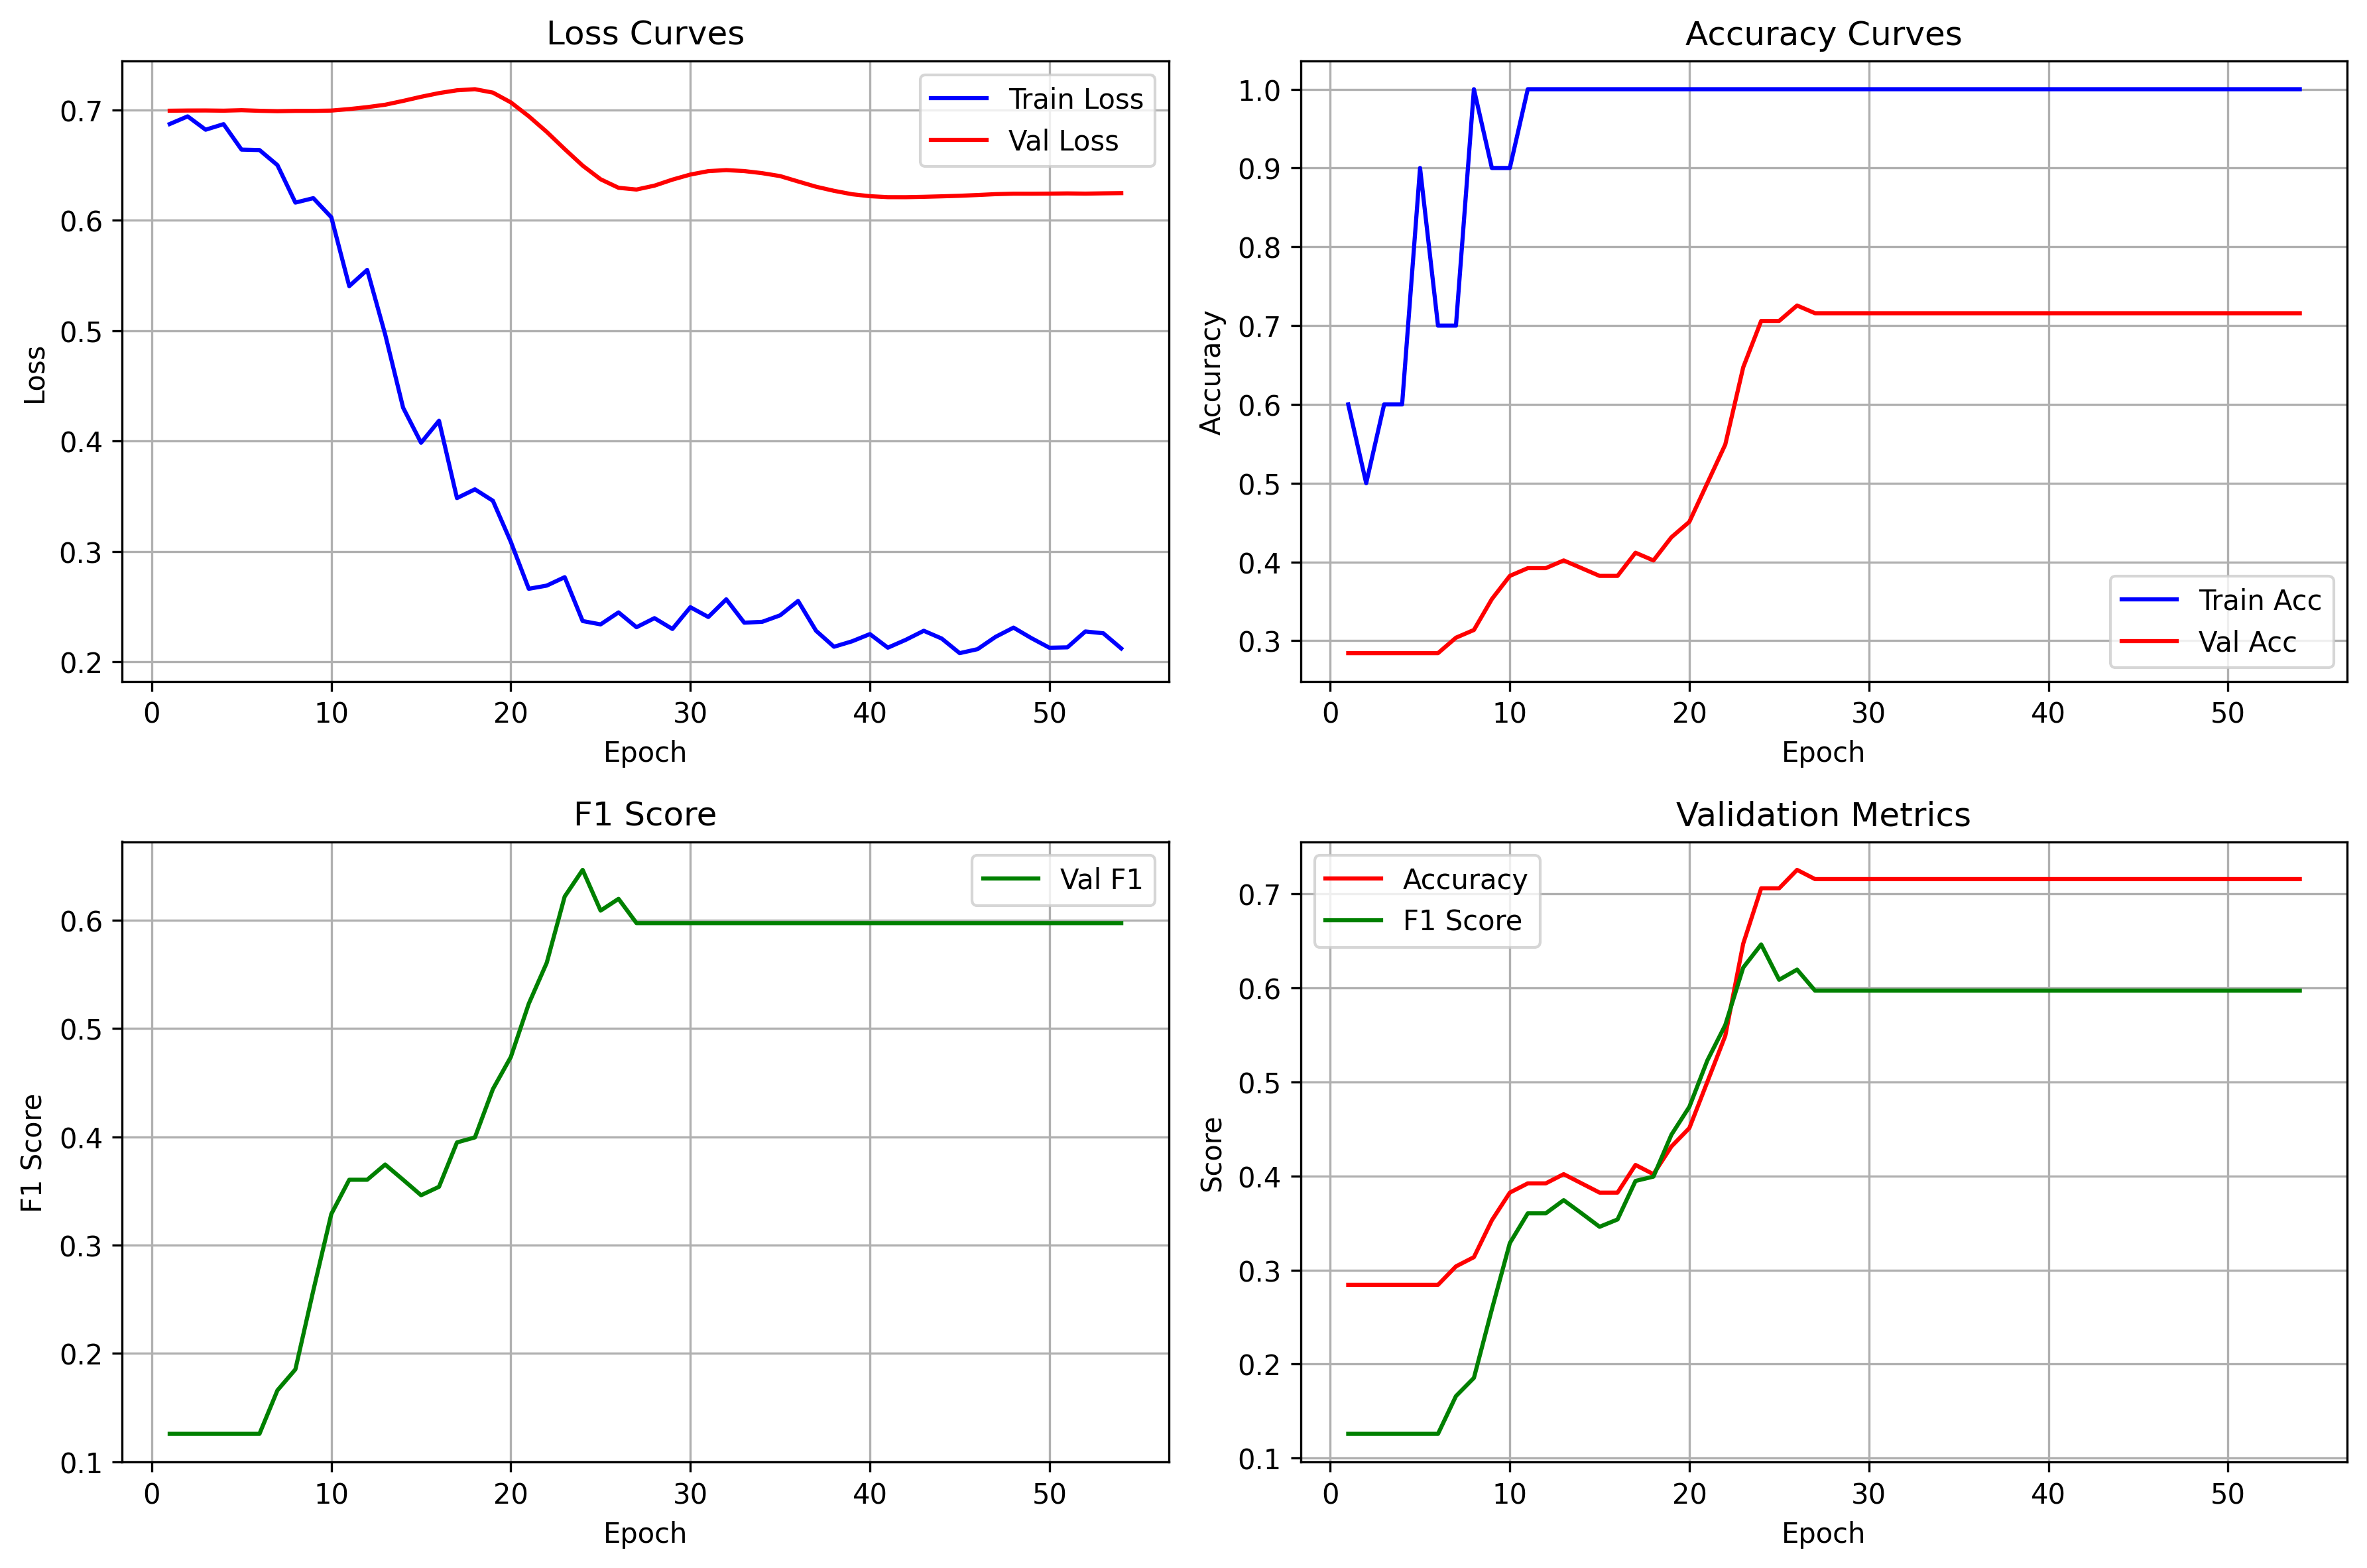 Loss Curves
Train Loss
Val Loss
0.7
0.6
0.5
0.4
0.3
0.2
Loss
0 10 20 30 40 50
Epoch
Accuracy Curves
1.0
0.9
0.8
0.7
0.6
0.5
0.4
0.3
Accuracy
Train Acc
Val Acc
0 10 20 30 40 50
Epoch
F1 Score
Val F1
0.6
0.5
0.4
0.3
0.2
0.1
F1 Score
0 10 20 30 40 50
Epoch
Validation Metrics
Accuracy
F1 Score
0.7
0.6
0.5
0.4
0.3
0.2
0.1
Score
0 10 20 30 40 50
Epoch